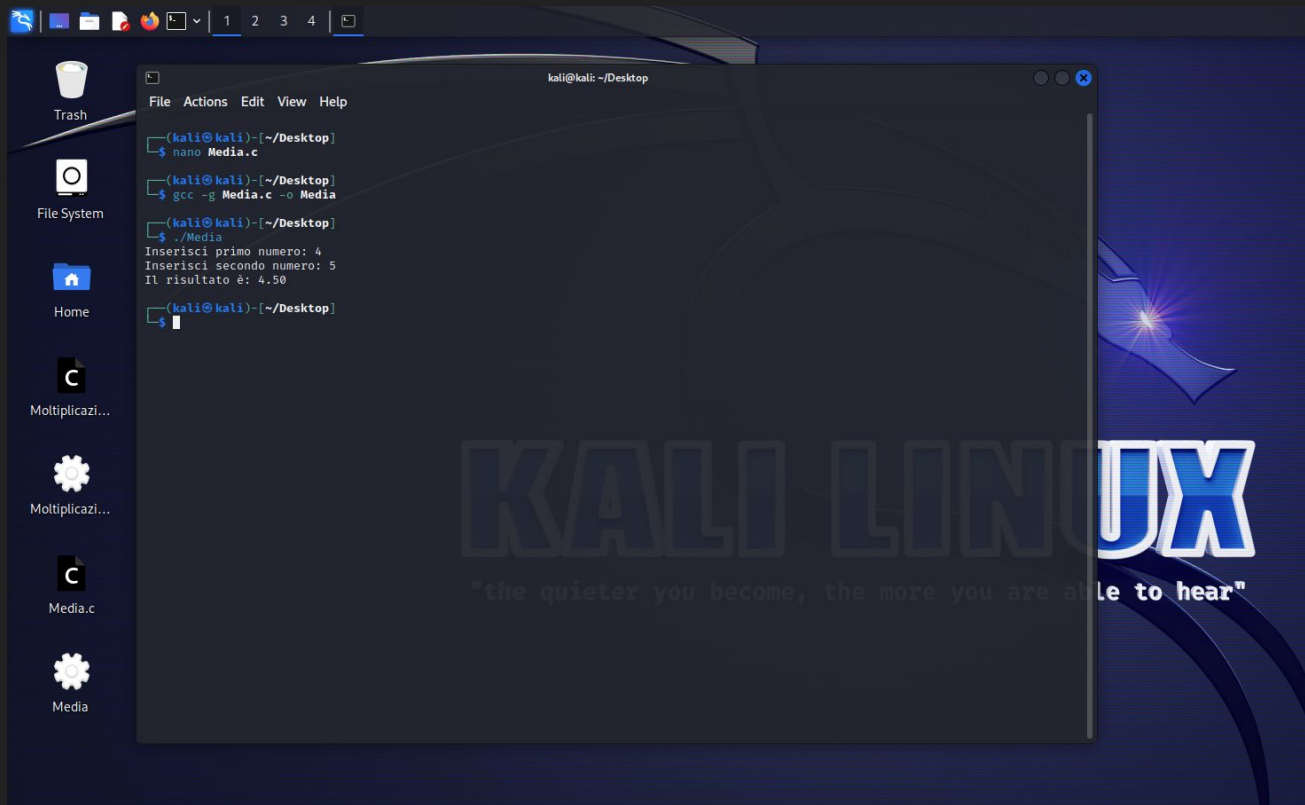 1 2 3 4
Trash
File System
Home
Moltiplicazi...
Moltiplicazi...
Media.c
Media
kali@kali: ~/Desktop
File Actions Edit View Help
┌──(kali㉿kali)-[~/Desktop]
└─$ nano Media.c
┌──(kali㉿kali)-[~/Desktop]
└─$ gcc -g Media.c -o Media
┌──(kali㉿kali)-[~/Desktop]
└─$ ./Media
Inserisci primo numero: 4
Inserisci secondo numero: 5
Il risultato è: 4.50
┌──(kali㉿kali)-[~/Desktop]
└─$
KALI LINUX
"the quieter you become, the more you are able to hear"